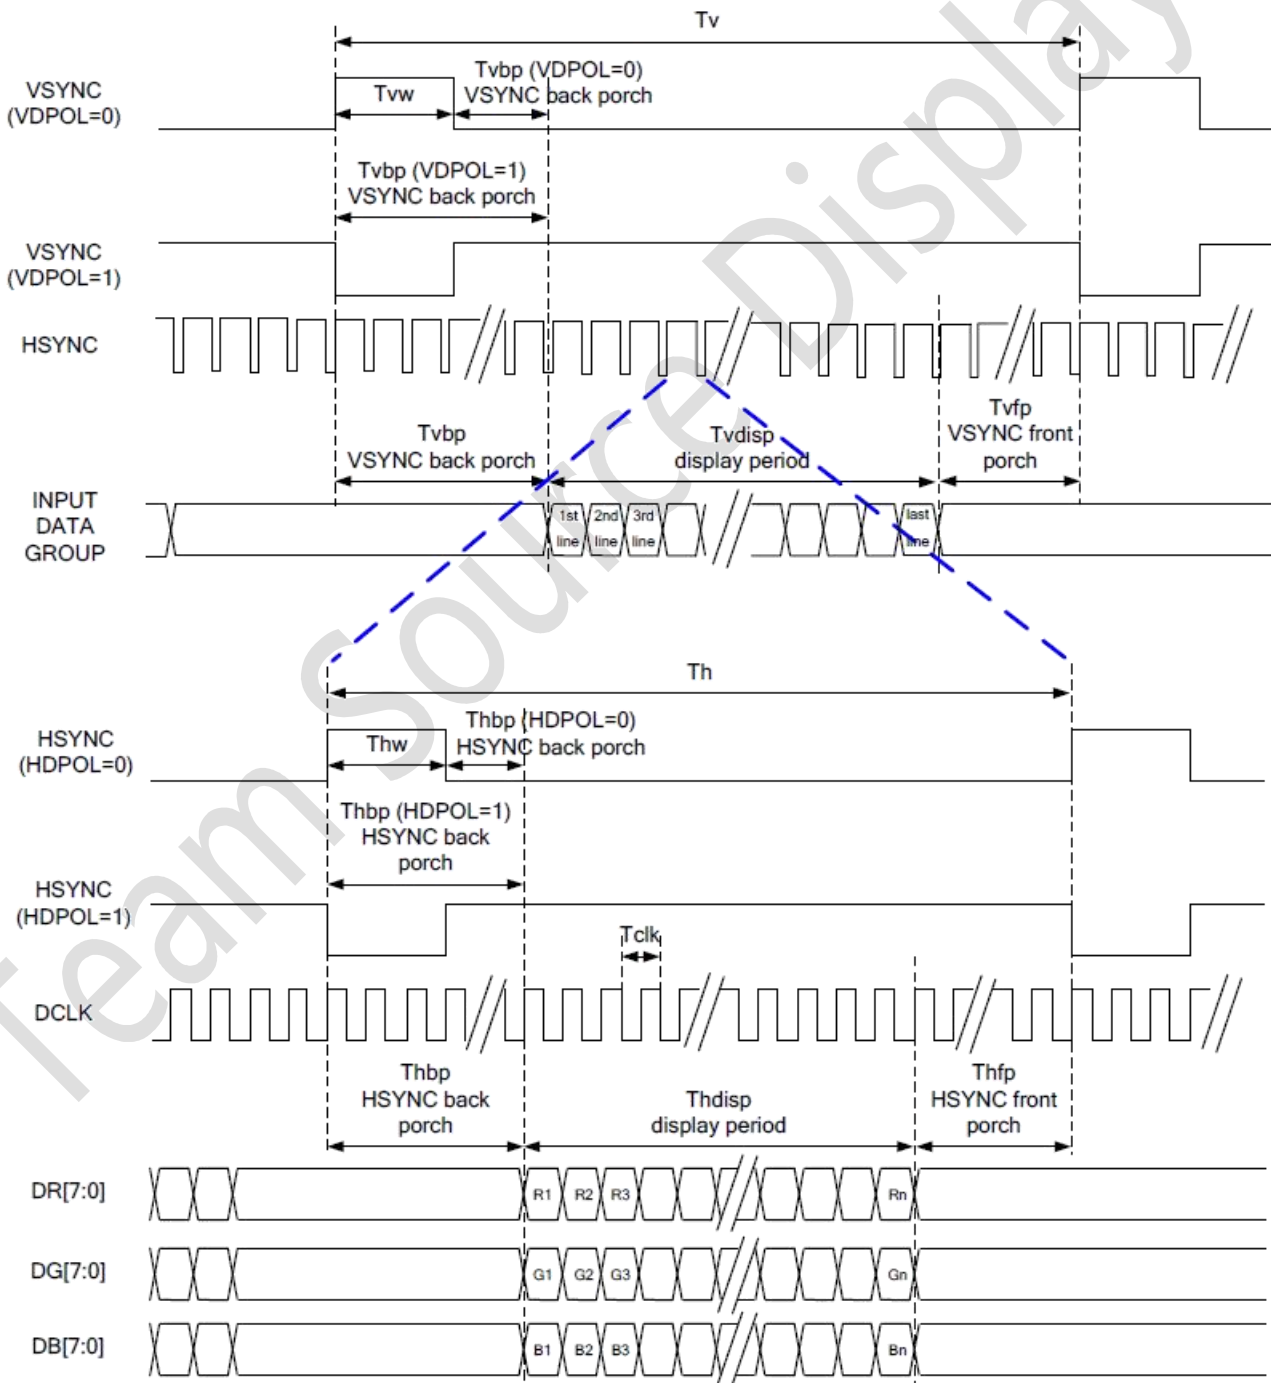 Team Source Display
Tv
VSYNC
(VDPOL=0)
Tvw
Tvbp (VDPOL=0)
VSYNC back porch
Tvbp (VDPOL=1)
VSYNC back porch
VSYNC
(VDPOL=1)
HSYNC
Tvbp
VSYNC back porch
Tvdisp
display period
Tvfp
VSYNC front
porch
INPUT
DATA
GROUP
1st
line
2nd
line
3rd
line
last
line
Th
HSYNC
(HDPOL=0)
Thw
Thbp (HDPOL=0)
HSYNC back porch
Thbp (HDPOL=1)
HSYNC back
porch
HSYNC
(HDPOL=1)
Tclk
DCLK
Thbp
HSYNC back
porch
Thdisp
display period
Thfp
HSYNC front
porch
DR[7:0]
R1 R2 R3 Rn
DG[7:0]
G1 G2 G3 Gn
DB[7:0]
B1 B2 B3 Bn